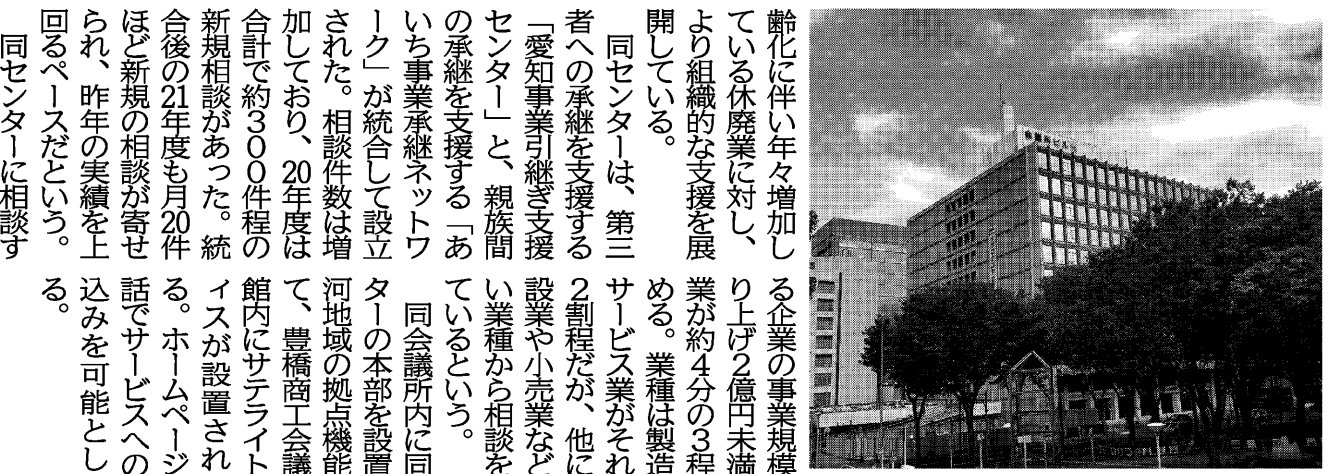 齢化に伴い年々増加し
ている休廃業に対し、
より組織的な支援を展
開している。
同センターは、第三
者への承継を支援する
「愛知事業引継ぎ支援
センター」と、親族間
の承継を支援する「あ
いち事業承継ネットワ
ーク」が統合して設立
された。相談件数は増
加しており、20年度は
合計で約300件程の
新規相談があった。統
合後の21年度も月20件
ほど新規の相談が寄せ
られ、昨年の実績を上
回るペースだという。
同センターに相談す
る企業の事業規模
り上げ2億円未満
業が約4分の3程
める。業種は製造
サービス業がそれ
2割程だが、他に
設業や小売業など
い業種から相談を
ているという。
同会議所内に同
ターの本部を設置
河地域の拠点機能
て、豊橋商工会議
館内にサテライト
ィスが設置され
る。ホームページ
話でサービスへの
込みを可能とし
る。